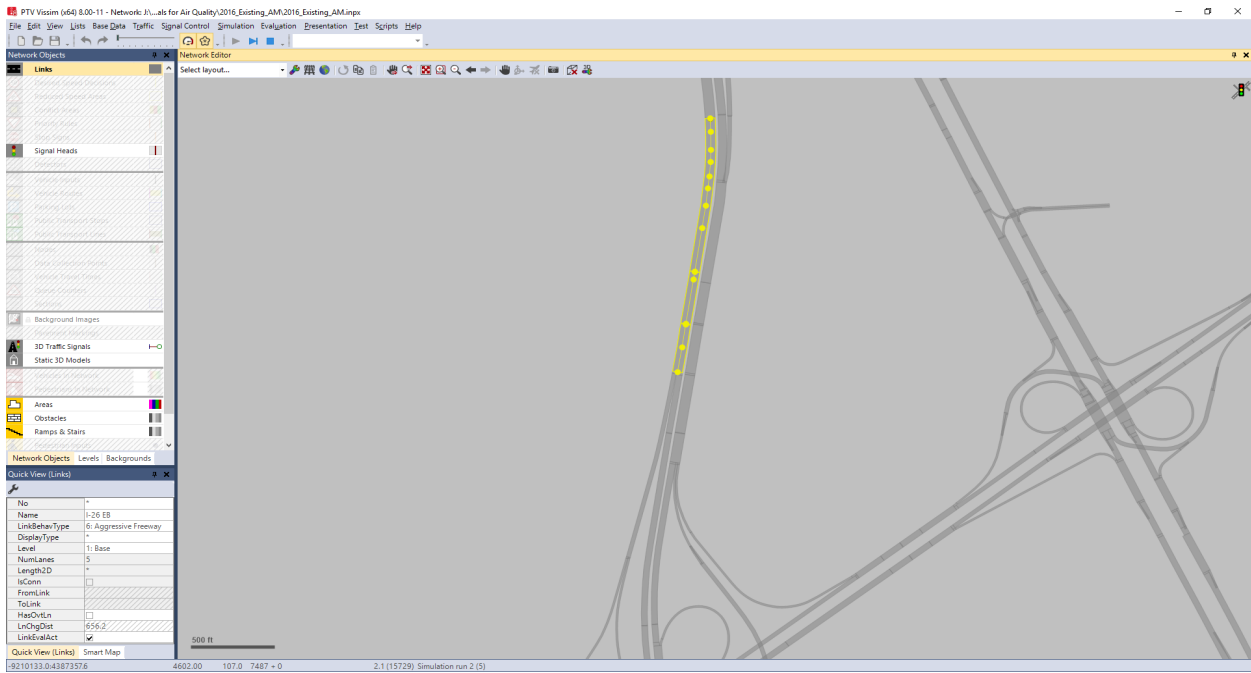 PTV Vissim (x64) 8.00-11 - Network: J:\...als for Air Quality\2016_Existing_AM\2016_Existing_AM.inpx
File Edit View Lists Base Data Traffic Signal Control Simulation Evaluation Presentation Test Scripts Help
Network Objects
Network Editor
Links
Select layout...
Signal Heads
Background Images
3D Traffic Signals
Static 3D Models
Areas
Obstacles
Ramps & Stairs
Network Objects Levels Backgrounds
Quick View (Links)
No *
Name I-26 EB
LinkBehavType 6: Aggressive Freeway
DisplayType *
Level 1: Base
NumLanes 5
Length2D *
IsConn
FromLink
ToLink
HasOvtLn
LnChgDist 656.2
LinkEvalAct
Quick View (Links) Smart Map
500 ft
-9210133.0:4387357.6 4602.00 107.0 7487 + 0 2.1 (15729) Simulation run 2 (5)